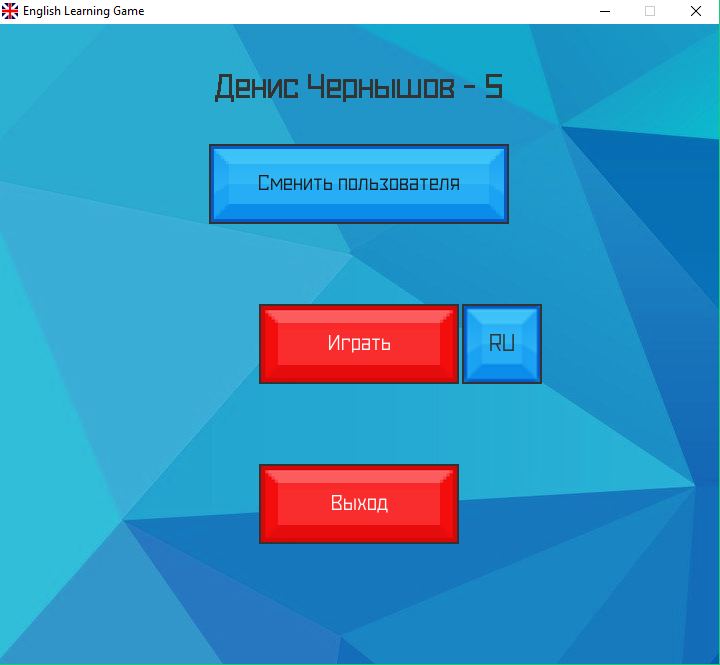 English Learning Game
Денис Чернышов - 5
Сменить пользователя
Играть
RU
Выход